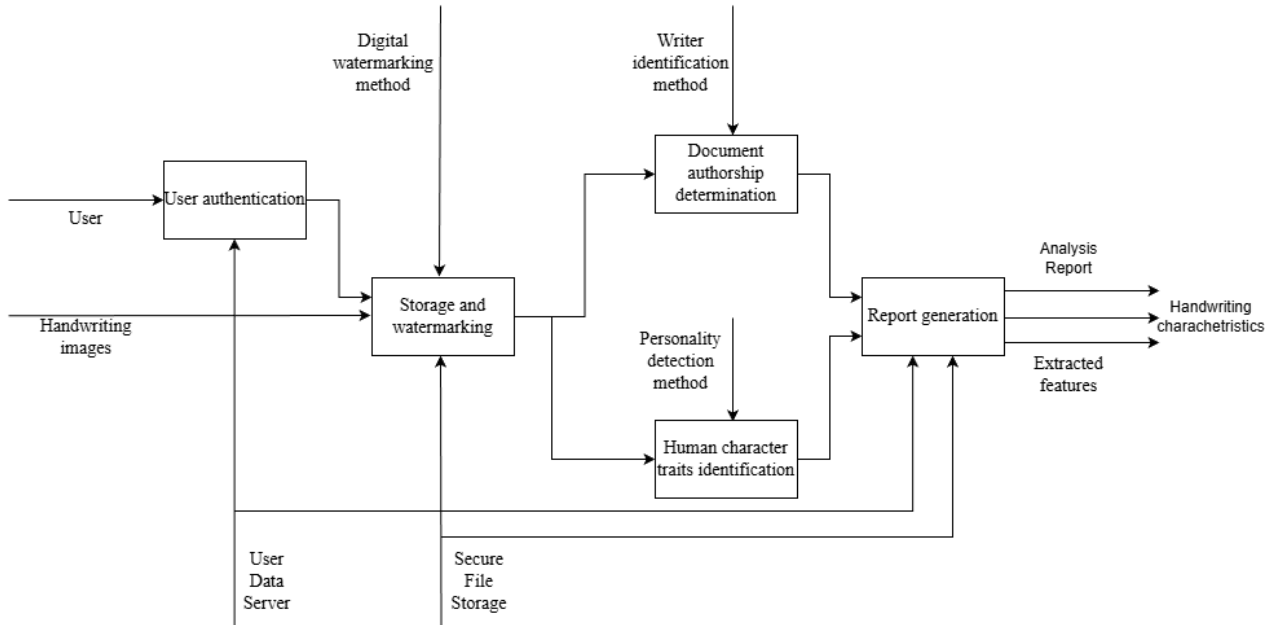 Digital
watermarking
method
Writer
identification
method
Document
authorship
determination
User authentication
User
Storage and
watermarking
Handwriting
images
Analysis
Report
Report generation
Handwriting
charachetristics
Extracted
features
Personality
detection
method
Human character
traits identification
User
Data
Server
Secure
File
Storage